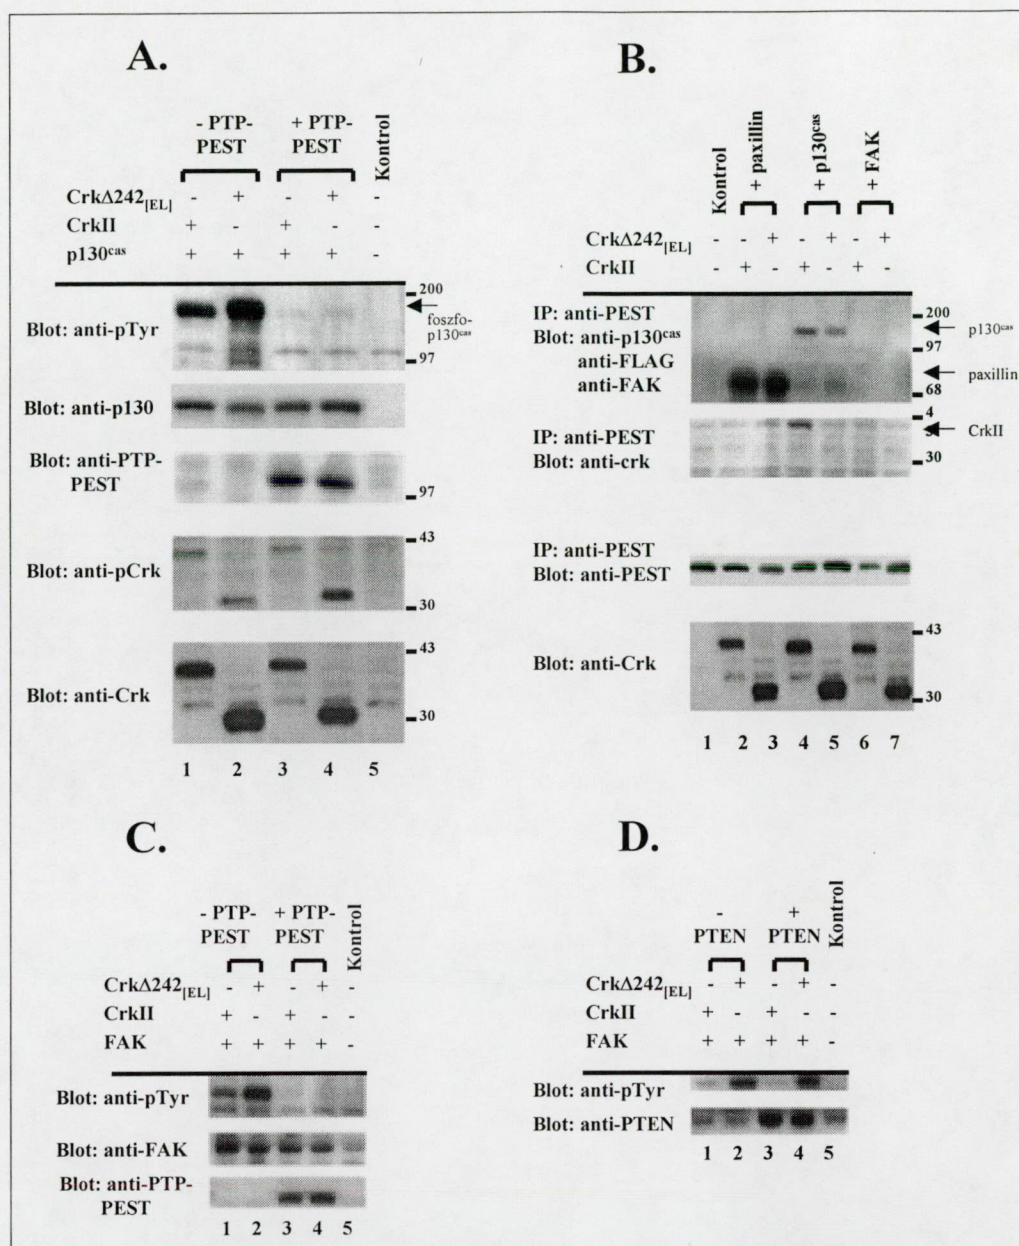 A.
- PTP-
PEST
+ PTP-
PEST
Kontrol
CrkΔ242[EL] - + - + -
CrkII + - + - -
p130cas + + + + -
Blot: anti-pTyr
200
foszfo-
p130cas
97
Blot: anti-p130
Blot: anti-PTP-
PEST
97
Blot: anti-pCrk
43
30
Blot: anti-Crk
43
30
1 2 3 4 5
B.
Kontrol
+ paxillin
+ p130cas
+ FAK
CrkΔ242[EL] - - + - + - +
CrkII - + - + - + -
IP: anti-PEST
Blot: anti-p130cas
anti-FLAG
anti-FAK
200
p130cas
97
paxillin
68
IP: anti-PEST
Blot: anti-crk
4
CrkII
30
IP: anti-PEST
Blot: anti-PEST
Blot: anti-Crk
43
30
1 2 3 4 5 6 7
C.
- PTP-
PEST
+ PTP-
PEST
Kontrol
CrkΔ242[EL] - + - + -
CrkII + - + - -
FAK + + + + -
Blot: anti-pTyr
Blot: anti-FAK
Blot: anti-PTP-
PEST
1 2 3 4 5
D.
-
PTEN
+
PTEN
Kontrol
CrkΔ242[EL] - + - + -
CrkII + - + - -
FAK + + + + -
Blot: anti-pTyr
Blot: anti-PTEN
1 2 3 4 5